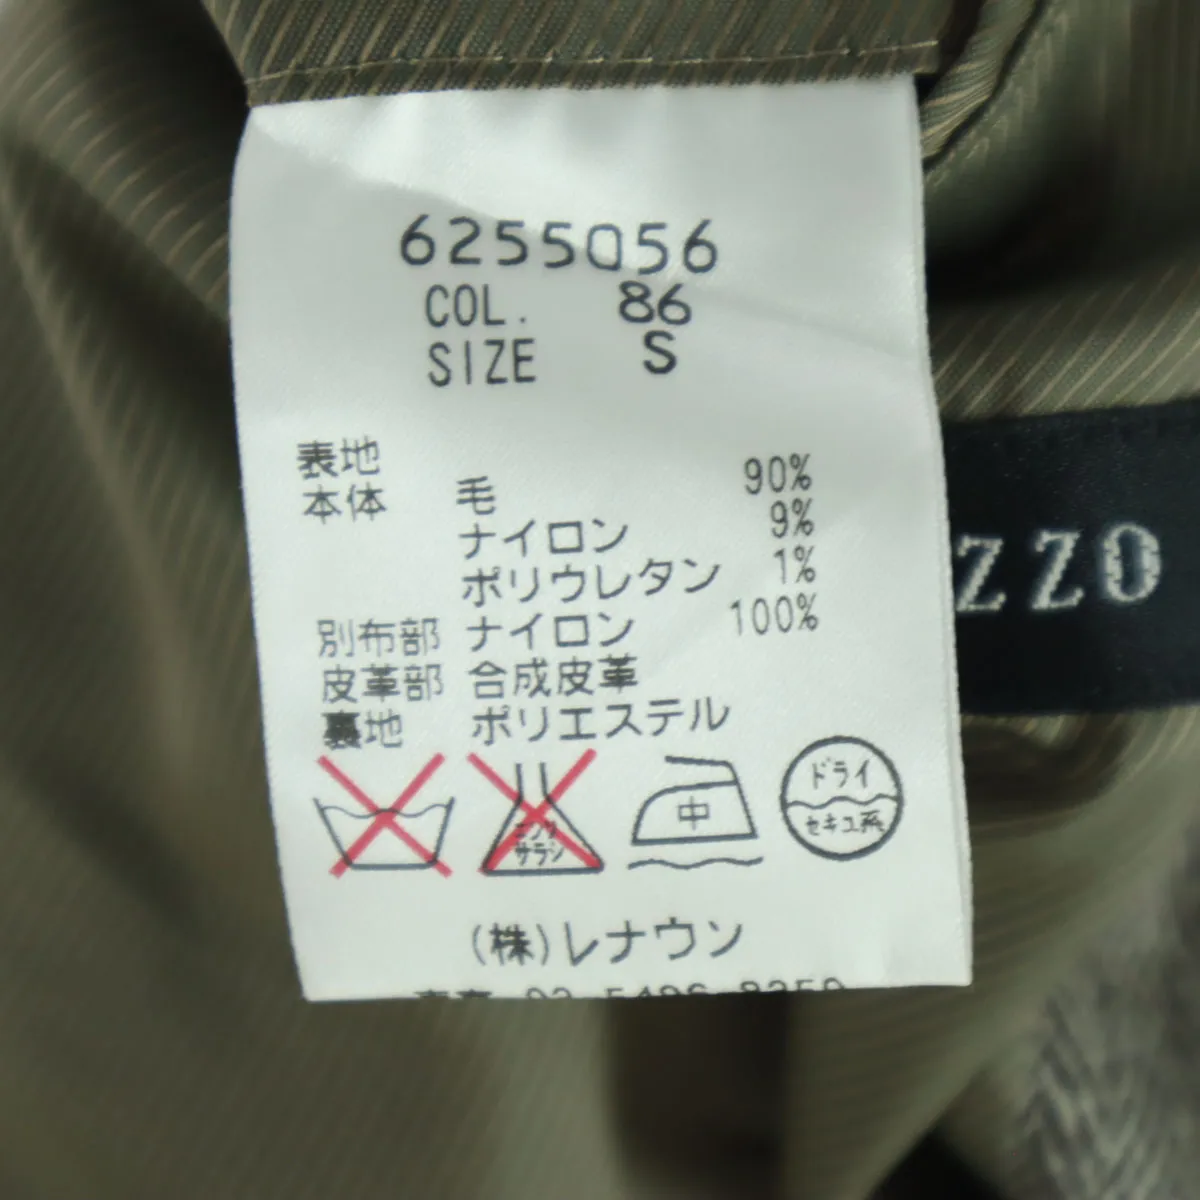 6255056
COL. 86
SIZE S
表地
本体 毛 90%
ナイロン 9%
ポリウレタン 1%
別布部 ナイロン 100%
皮革部 合成皮革
裏地 ポリエステル
サラシ
中
ドライ
セキユ系
(株)レナウン
ZZO